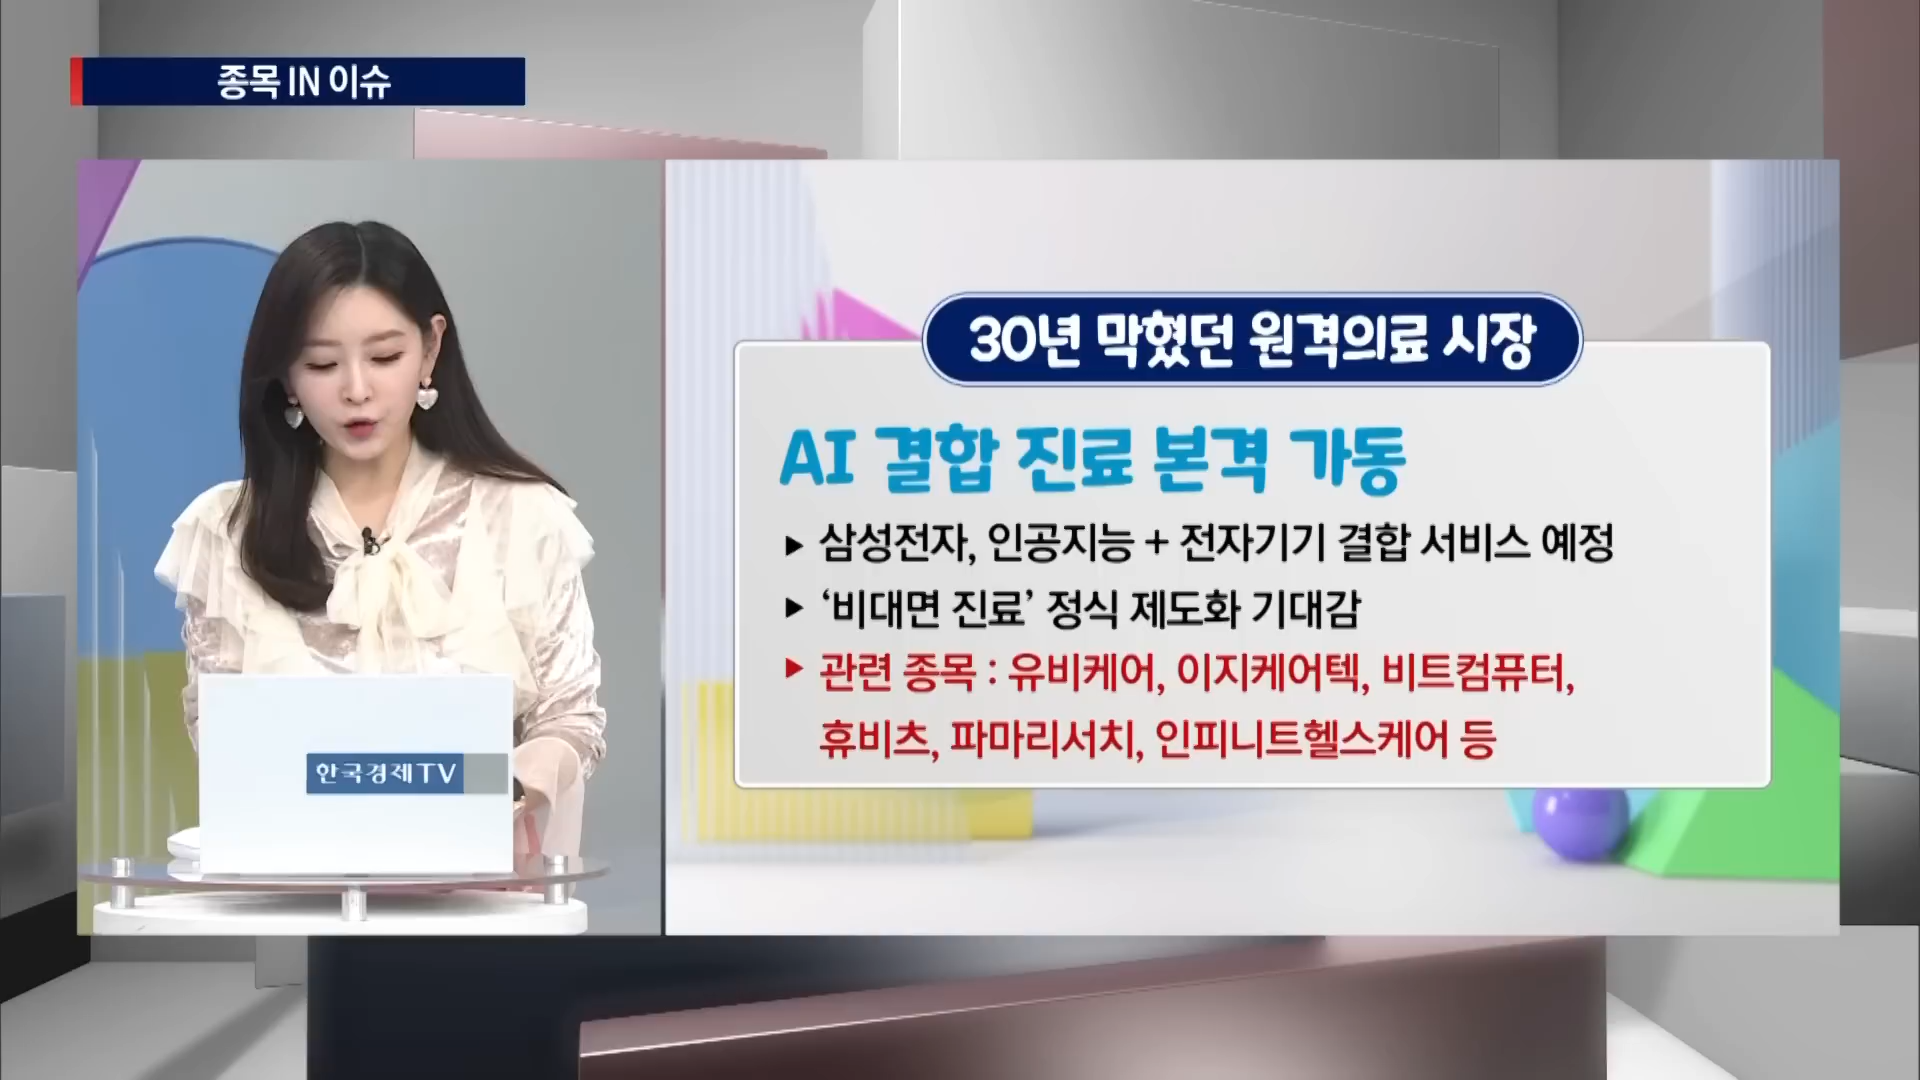 종목 IN 이슈
30년 막혔던 원격의료 시장
AI 결합 진료 본격 가동
▶ 삼성전자, 인공지능 + 전자기기 결합 서비스 예정
▶ ‘비대면 진료’ 정식 제도화 기대감
▶ 관련 종목 : 유비케어, 이지케어텍, 비트컴퓨터,
휴비츠, 파마리서치, 인피니트헬스케어 등
한국경제TV